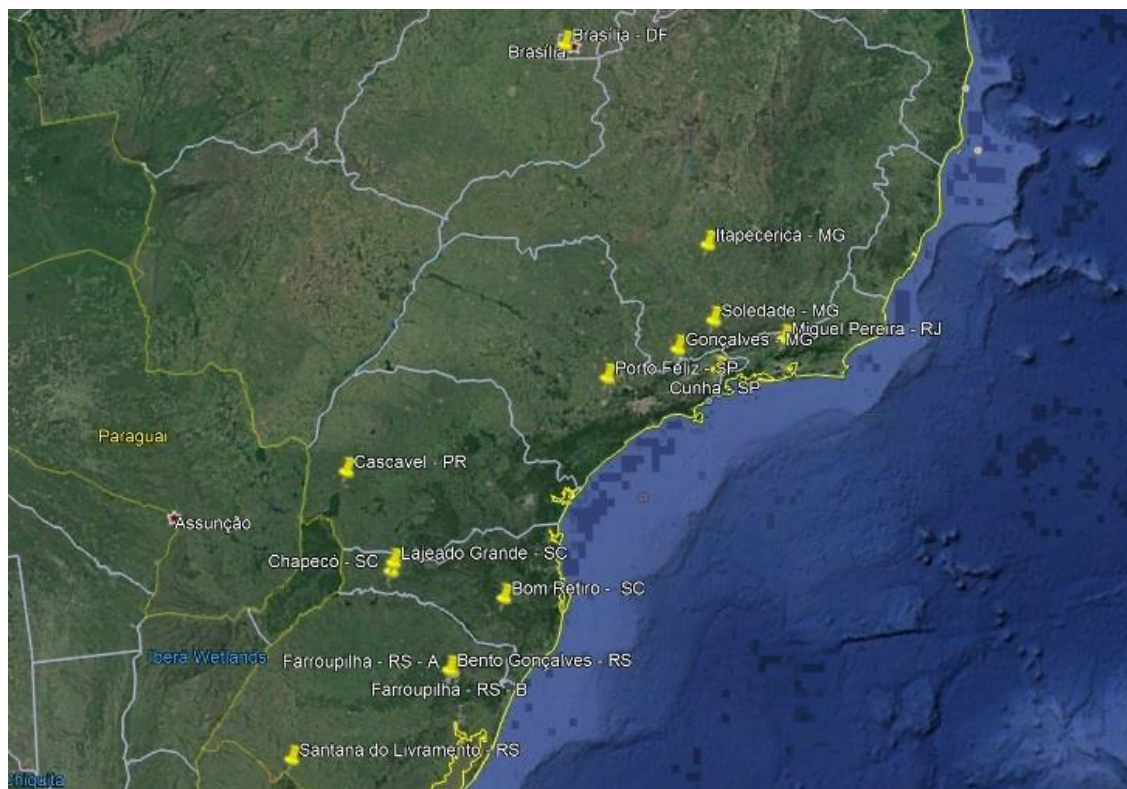 Brasília - DF
Brasília
Itapecerica - MG
Soledade - MG
Miguel Pereira - RJ
Gonçalves - MG
Porto Feliz - SP
Cunha - SP
Paraguai
Cascavel - PR
Assunção
Lajeado Grande - SC
Chapecó - SC
Bom Retiro - SC
Iberá Wetlands
Farroupilha - RS - A
Bento Gonçalves - RS
Farroupilha - RS - B
Santana do Livramento - RS